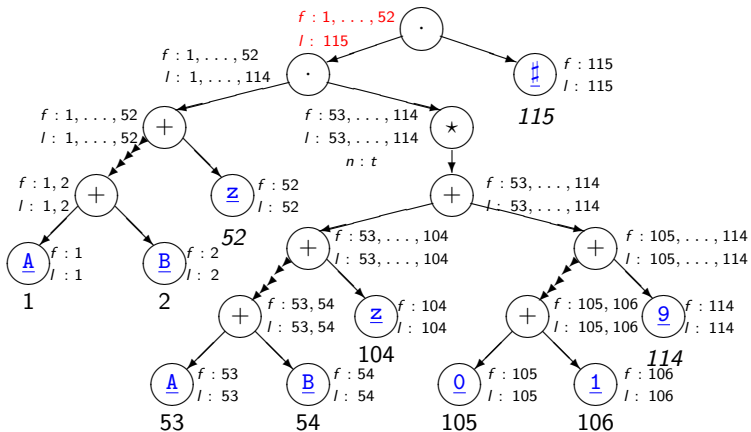 f : 1, . . . , 52
l : 115
·
f : 1, . . . , 52
l : 1, . . . , 114
·
♯
f : 115
l : 115
115
f : 1, . . . , 52
l : 1, . . . , 52
+
f : 53, . . . , 114
l : 53, . . . , 114
n : t
⋆
f : 1, 2
l : 1, 2
+
z
f : 52
l : 52
52
+
f : 53, . . . , 114
l : 53, . . . , 114
A
f : 1
l : 1
1
B
f : 2
l : 2
2
+
f : 53, . . . , 104
l : 53, . . . , 104
+
f : 105, . . . , 114
l : 105, . . . , 114
+
f : 53, 54
l : 53, 54
z
f : 104
l : 104
104
+
f : 105, 106
l : 105, 106
9
f : 114
l : 114
114
A
f : 53
l : 53
53
B
f : 54
l : 54
54
0
f : 105
l : 105
105
1
f : 106
l : 106
106